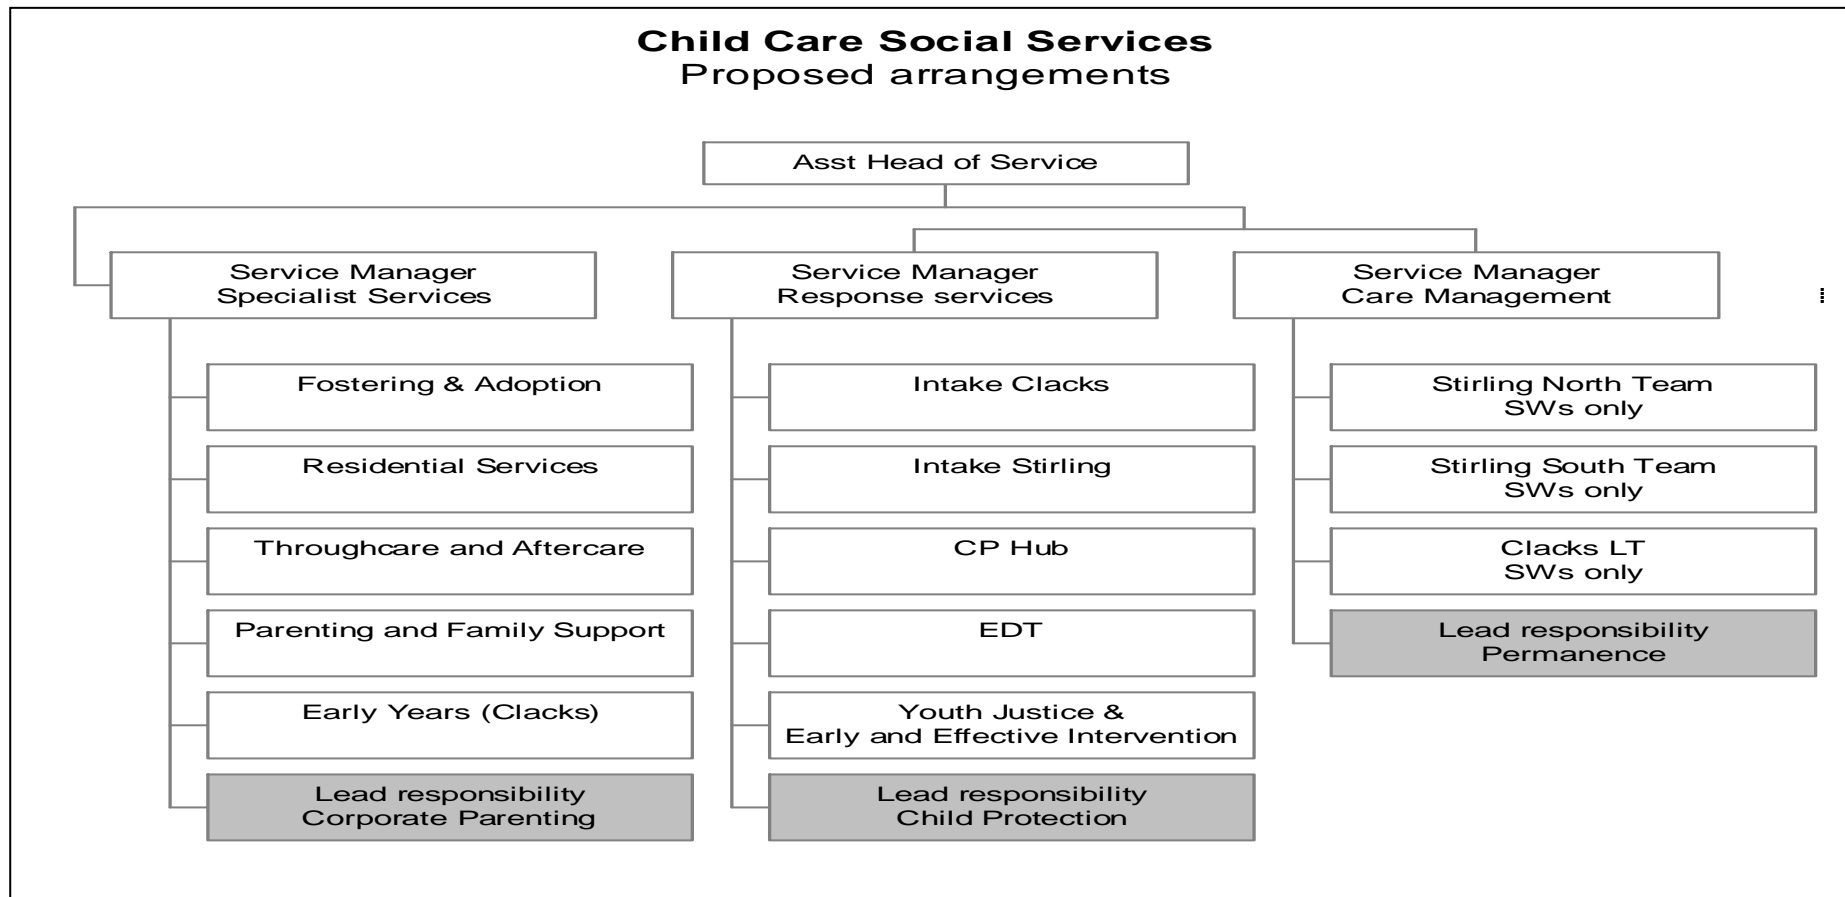 Child Care Social Services
Proposed arrangements
Asst Head of Service
Service Manager
Specialist Services
Fostering & Adoption
Residential Services
Throughcare and Aftercare
Parenting and Family Support
Early Years (Clacks)
Lead responsibility
Corporate Parenting
Service Manager
Response services
Intake Clacks
Intake Stirling
CP Hub
EDT
Youth Justice &
Early and Effective Intervention
Lead responsibility
Child Protection
Service Manager
Care Management
Stirling North Team
SWs only
Stirling South Team
SWs only
Clacks LT
SWs only
Lead responsibility
Permanence